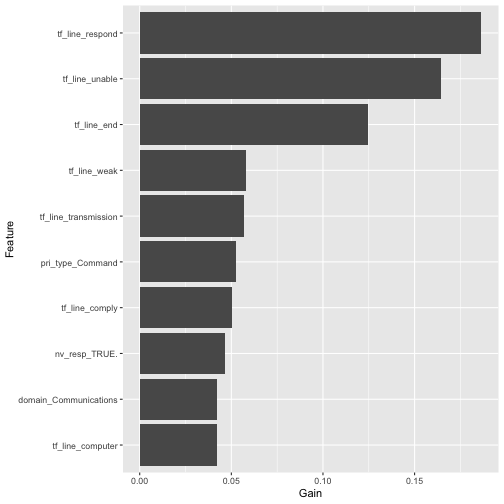 tf_line_respond
tf_line_unable
tf_line_end
tf_line_weak
tf_line_transmission
pri_type_Command
tf_line_comply
nv_resp_TRUE.
domain_Communications
tf_line_computer
Feature
0.00 0.05 0.10 0.15
Gain